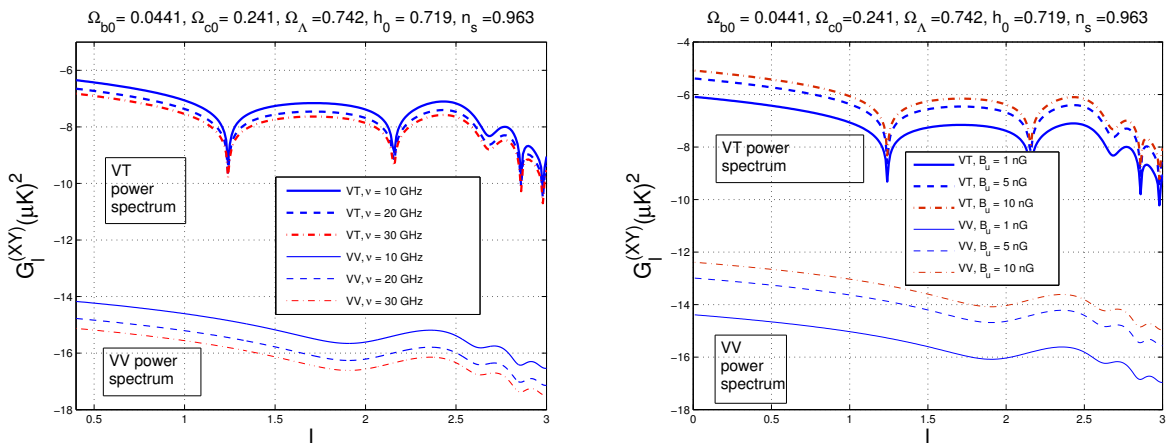 Ω_b0 = 0.0441, Ω_c0=0.241, Ω_Λ =0.742, h_0 = 0.719, n_s =0.963
G_l^(XY)(μK)^2
−6
−8
−10
−12
−14
−16
−18
VT
power
spectrum
VT, ν = 10 GHz
VT, ν = 20 GHz
VT, ν = 30 GHz
VV, ν = 10 GHz
VV, ν = 20 GHz
VV, ν = 30 GHz
VV power
spectrum
0.5 1 1.5 2 2.5 3
l
Ω_b0 = 0.0441, Ω_c0=0.241, Ω_Λ =0.742, h_0 = 0.719, n_s =0.963
G_l^(XY)(μK)^2
−4
−6
−8
−10
−12
−14
−16
−18
VT power
spectrum
VT, B_u = 1 nG
VT, B_u = 5 nG
VT, B_u = 10 nG
VV, B_u = 1 nG
VV, B_u = 5 nG
VV, B_u = 10 nG
VV
power
spectrum
0 0.5 1 1.5 2 2.5 3
l